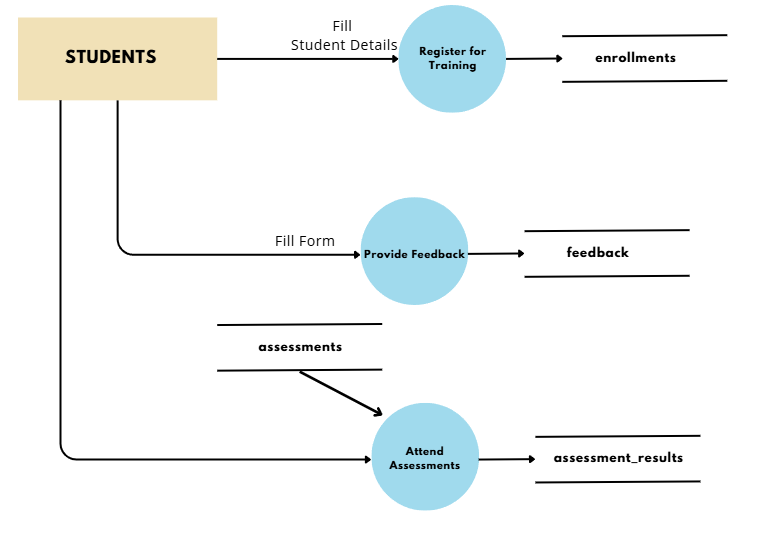 Fill
Student Details
STUDENTS
Register for
Training
enrollments
Fill Form
Provide Feedback
feedback
assessments
Attend
Assessments
assessment_results